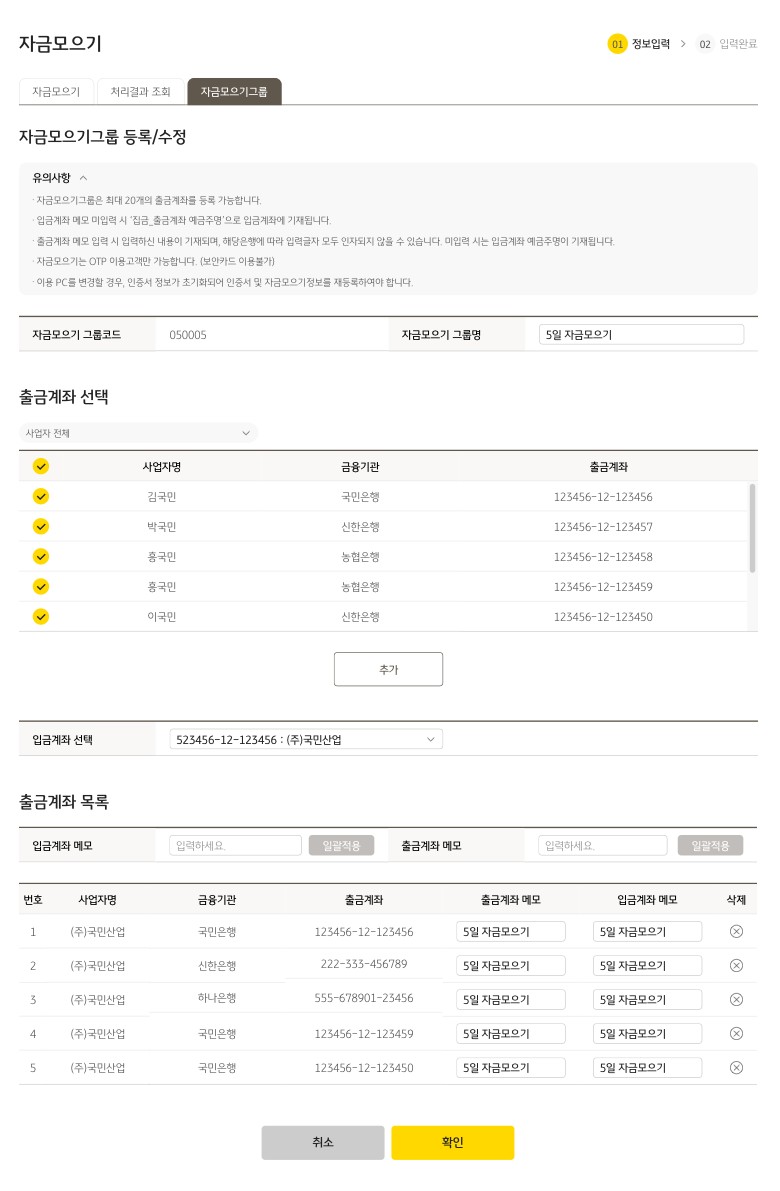 자금모으기
01 정보입력 > 02 입력완료
자금모으기 처리결과 조회 자금모으기그룹
자금모으기그룹 등록/수정
유의사항
· 자금모으기그룹은 최대 20개의 출금계좌를 등록 가능합니다.
· 입금계좌 메모 미입력 시 '집금_출금계좌 예금주명'으로 입금계좌에 기재됩니다.
· 출금계좌 메모 입력 시 입력하신 내용이 기재되며, 해당은행에 따라 입력글자 모두 인자되지 않을 수 있습니다. 미입력 시는 입금계좌 예금주명이 기재됩니다.
· 자금모으기는 OTP 이용고객만 가능합니다. (보안카드 이용불가)
· 이용 PC를 변경할 경우, 인증서 정보가 초기화되어 인증서 및 자금모으기정보를 재등록하여야 합니다.
자금모으기 그룹코드 050005 자금모으기 그룹명 5일 자금모으기
출금계좌 선택
사업자 전체
사업자명 금융기관 출금계좌
김국민 국민은행 123456-12-123456
박국민 신한은행 123456-12-123457
홍국민 농협은행 123456-12-123458
홍국민 농협은행 123456-12-123459
이국민 신한은행 123456-12-123450
추가
입금계좌 선택 523456-12-123456 : (주)국민산업
출금계좌 목록
입금계좌 메모 입력하세요. 일괄적용 출금계좌 메모 입력하세요. 일괄적용
번호 사업자명 금융기관 출금계좌 출금계좌 메모 입금계좌 메모 삭제
1 (주)국민산업 국민은행 123456-12-123456 5일 자금모으기 5일 자금모으기
2 (주)국민산업 신한은행 222-333-456789 5일 자금모으기 5일 자금모으기
3 (주)국민산업 하나은행 555-678901-23456 5일 자금모으기 5일 자금모으기
4 (주)국민산업 국민은행 123456-12-123459 5일 자금모으기 5일 자금모으기
5 (주)국민산업 국민은행 123456-12-123450 5일 자금모으기 5일 자금모으기
취소 확인